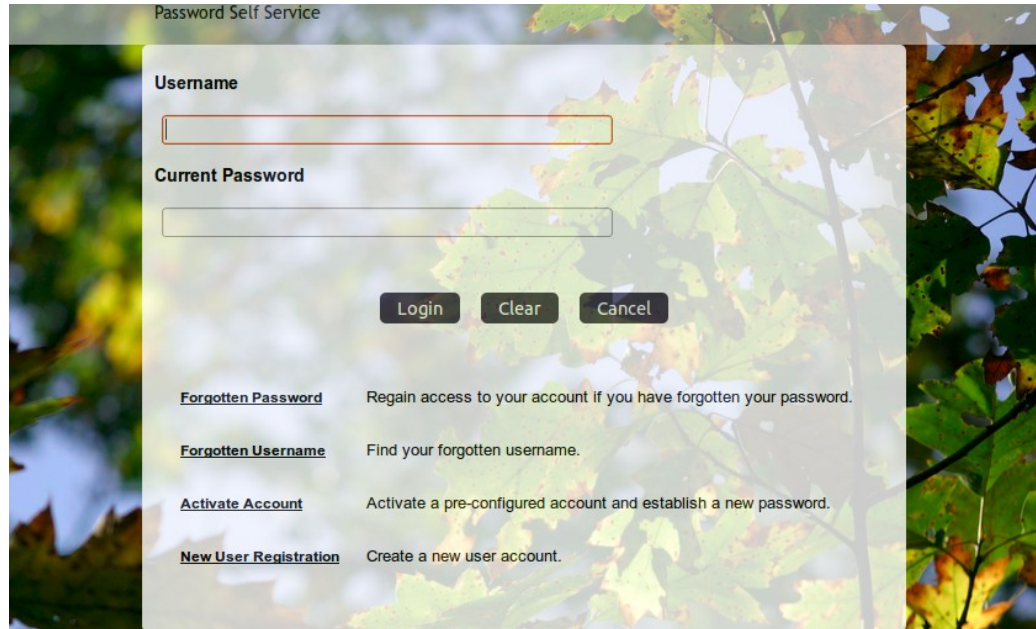 Password Self Service
Username
Current Password
Login Clear Cancel
Forgotten Password Regain access to your account if you have forgotten your password.
Forgotten Username Find your forgotten username.
Activate Account Activate a pre-configured account and establish a new password.
New User Registration Create a new user account.